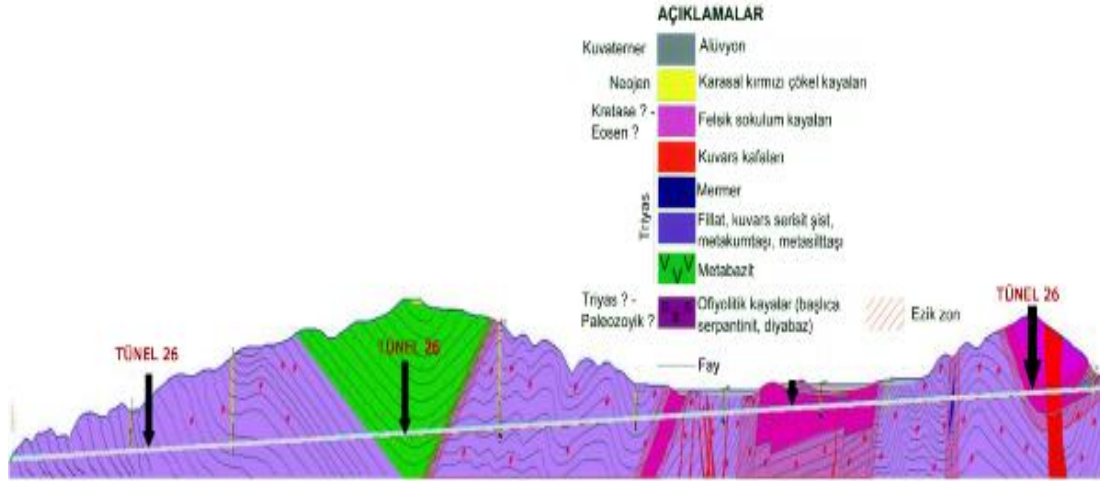 AÇIKLAMALAR
Kuvaterner
Alüvyon
Neojen
Karasal kırmızı çökel kayaları
Kretase ? -
Eosen ?
Felsik sokulum kayaları
Kuvars kafaları
Triyas
Mermer
Fillat, kuvars serisit şist,
metakumtaşı, metasilttaşı
Metabazit
Triyas ? -
Paleozoyik ?
Ofiyolitik kayalar (başlıca
serpantinit, diyabaz)
Ezik zon
Fay
TÜNEL 26
TÜNEL 26
TÜNEL 26